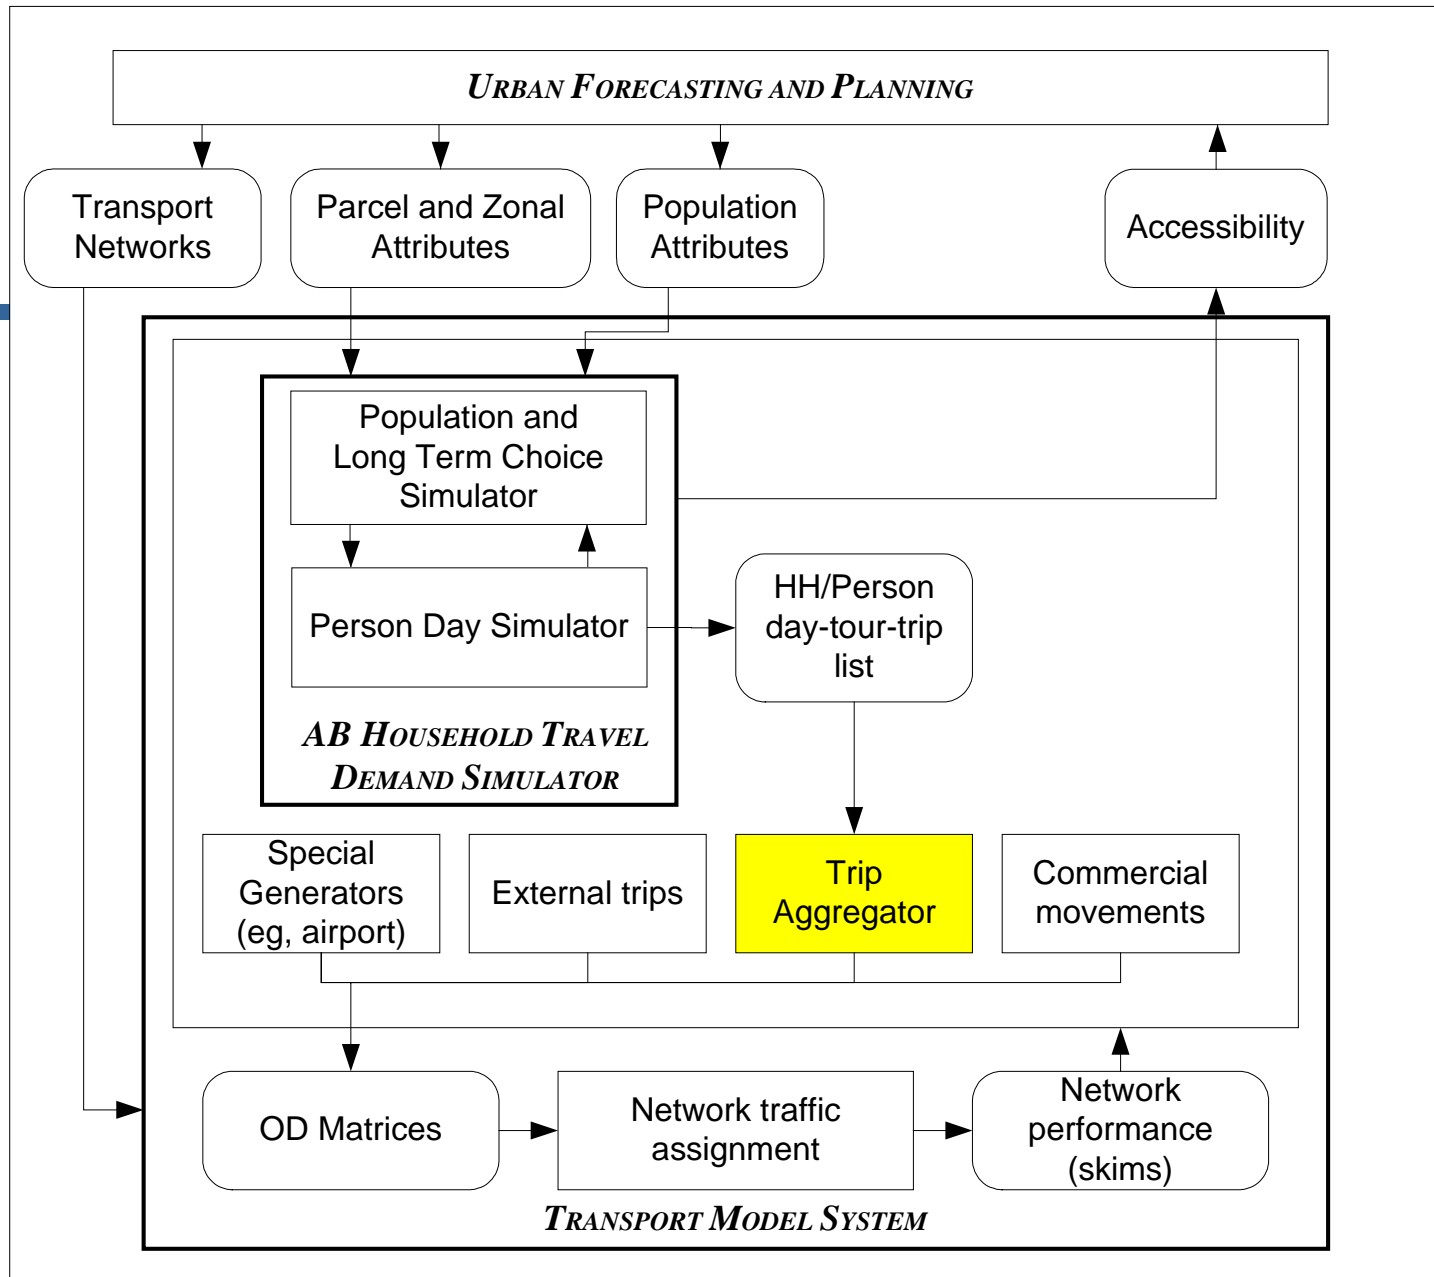 URBAN FORECASTING AND PLANNING
Transport
Networks
Parcel and Zonal
Attributes
Population
Attributes
Accessibility
Population and
Long Term Choice
Simulator
Person Day Simulator
HH/Person
day-tour-trip
list
AB HOUSEHOLD TRAVEL
DEMAND SIMULATOR
Special
Generators
(eg, airport)
External trips
Trip
Aggregator
Commercial
movements
OD Matrices
Network traffic
assignment
Network
performance
(skims)
TRANSPORT MODEL SYSTEM